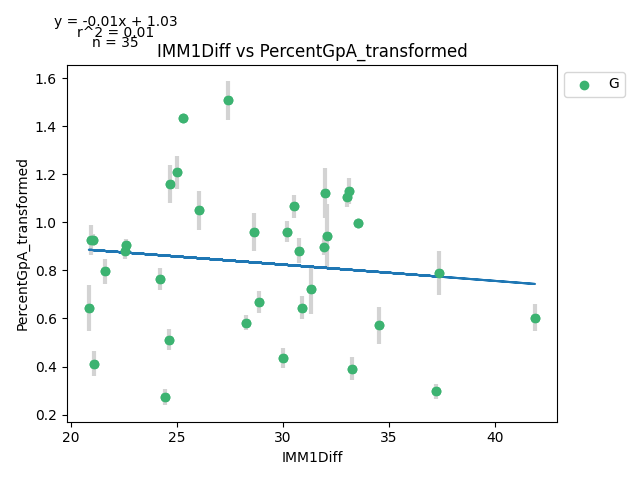 y = -0.01x + 1.03
r^2 = 0.01
n = 35
IMM1Diff vs PercentGpA_transformed
G
PercentGpA_transformed
1.6
1.4
1.2
1.0
0.8
0.6
0.4
0.2
20 25 30 35 40
IMM1Diff